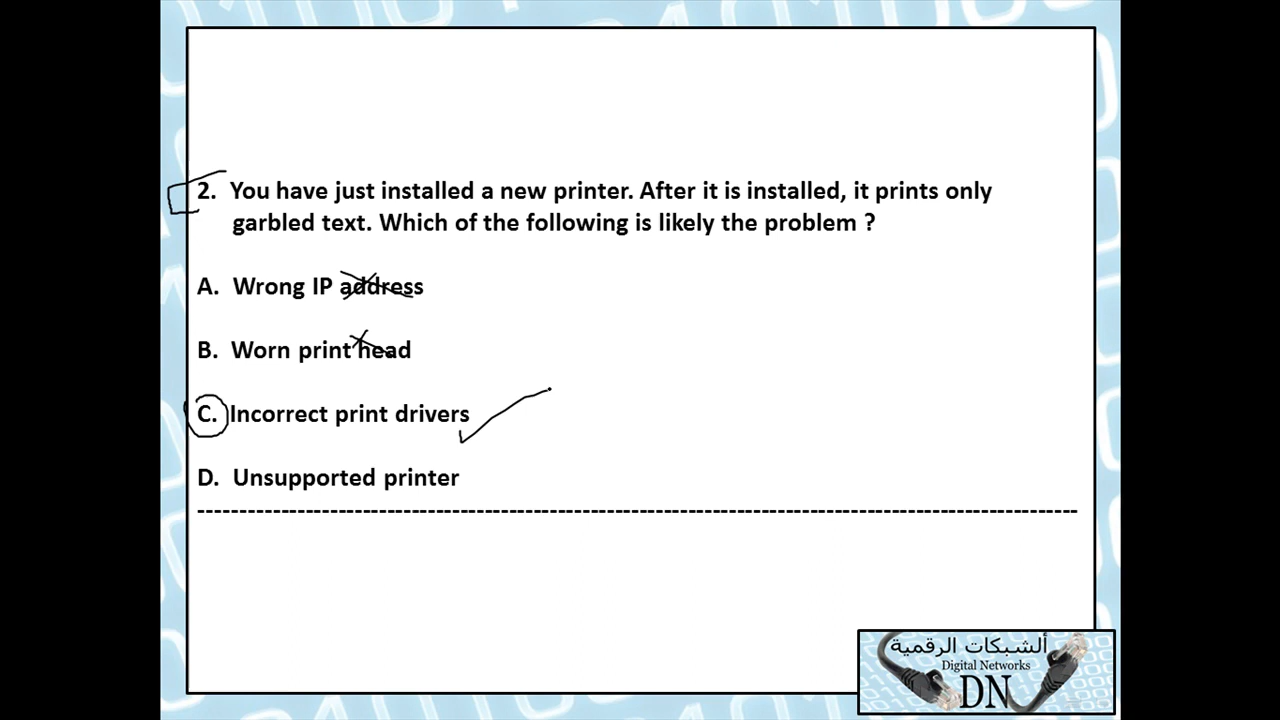 2. You have just installed a new printer. After it is installed, it prints only
garbled text. Which of the following is likely the problem ?
A. Wrong IP address
B. Worn print head
C. Incorrect print drivers
D. Unsupported printer
---------------------------------------------------------------------------------------------------------
ألشبكات الرقمية
Digital Networks
DN